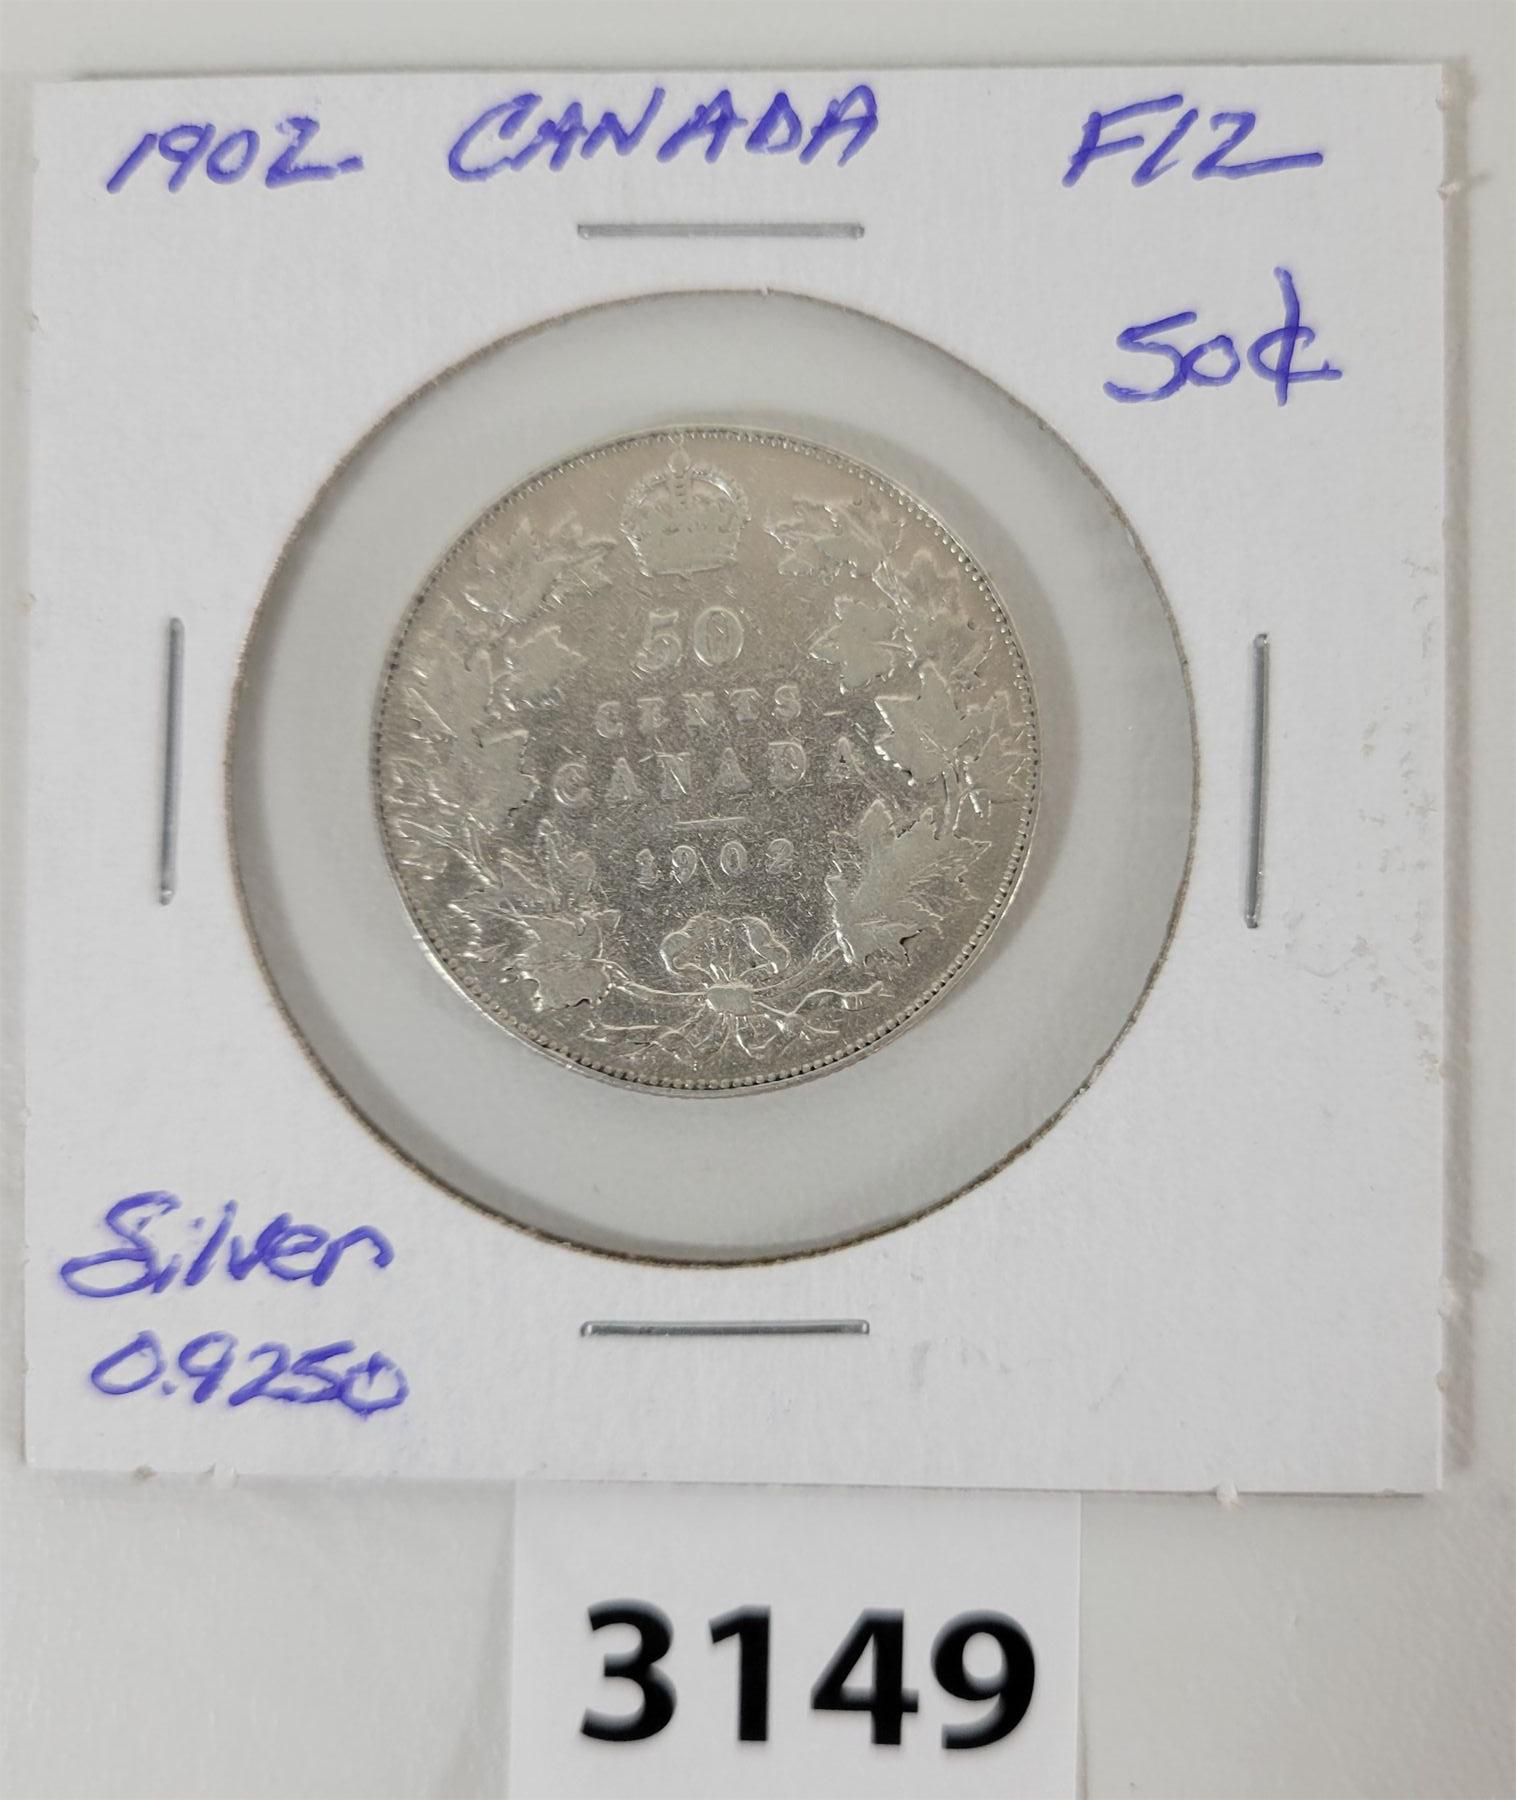 1902 CANADA F12
50¢
50
CENTS
CANADA
1902
Silver
0.9250
3149